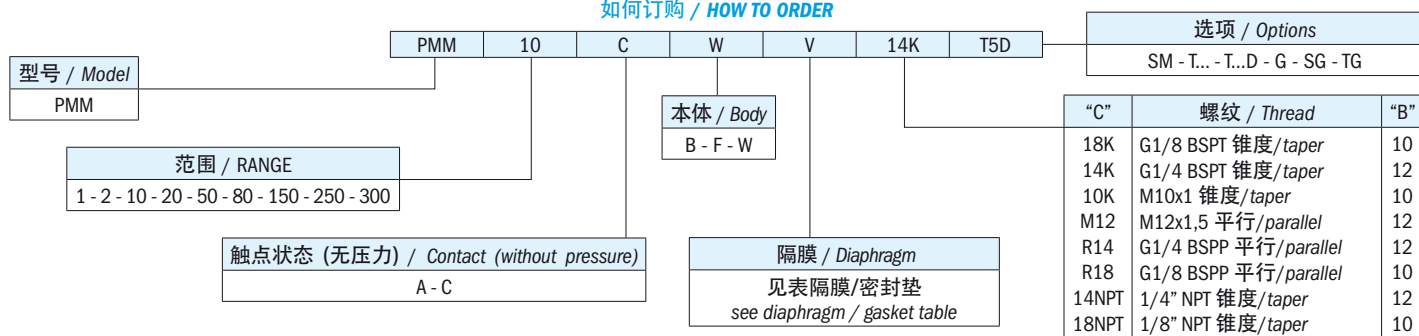 如何订购 / HOW TO ORDER
PMM 10 C W V 14K T5D
选项 / Options
SM - T... - T...D - G - SG - TG
型号 / Model
PMM
本体 / Body
B - F - W
范围 / RANGE
1 - 2 - 10 - 20 - 50 - 80 - 150 - 250 - 300
触点状态 (无压力) / Contact (without pressure)
A - C
隔膜 / Diaphragm
见表隔膜/密封垫
see diaphragm / gasket table
“C” 螺纹 / Thread “B”
18K G1/8 BSPT 锥度/taper 10
14K G1/4 BSPT 锥度/taper 12
10K M10x1 锥度/taper 10
M12 M12x1,5 平行/parallel 12
R14 G1/4 BSPP 平行/parallel 12
R18 G1/8 BSPP 平行/parallel 10
14NPT 1/4” NPT 锥度/taper 12
18NPT 1/8” NPT 锥度/taper 10